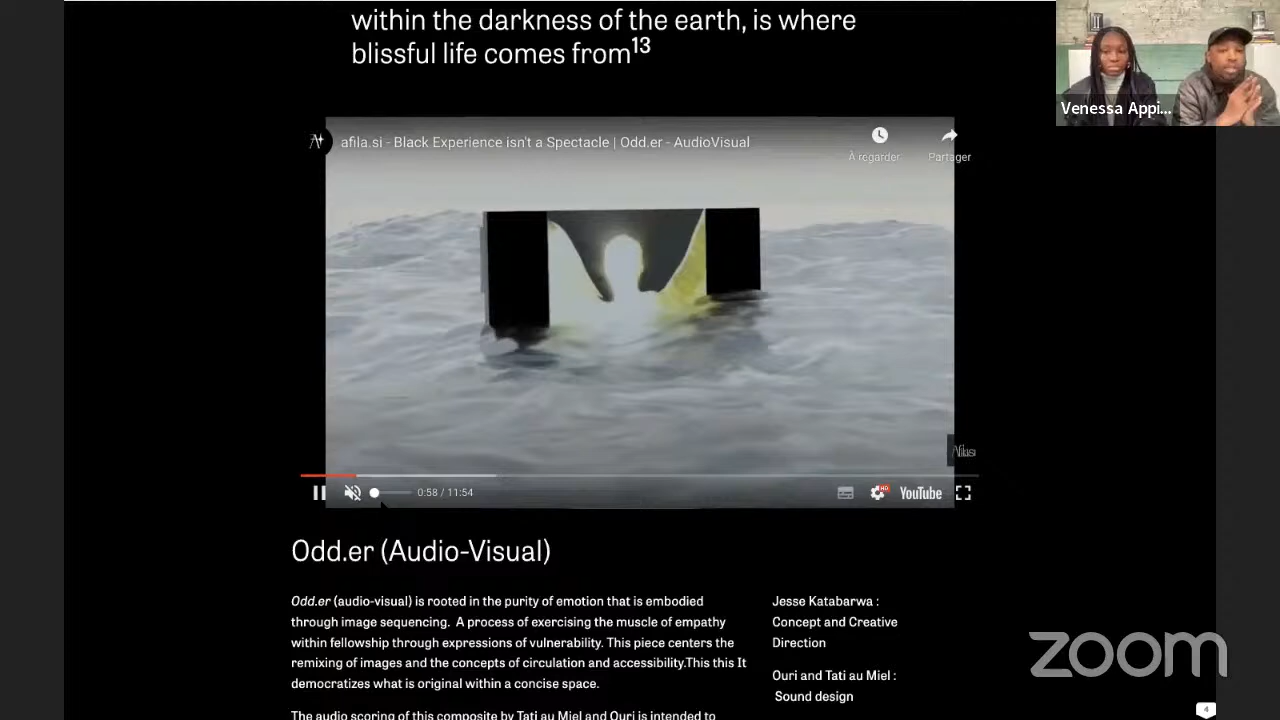 within the darkness of the earth, is where
blissful life comes from13
Venessa Appi...
afila.si - Black Experience isn't a Spectacle | Odd.er - AudioVisual
À regarder
Partager
Afilasi
0:58 / 11:54
HD
YouTube
Odd.er (Audio-Visual)
Odd.er (audio-visual) is rooted in the purity of emotion that is embodied
through image sequencing. A process of exercising the muscle of empathy
within fellowship through expressions of vulnerability. This piece centers the
remixing of images and the concepts of circulation and accessibility.This this It
democratizes what is original within a concise space.
The audio scoring of this composite by Tati au Miel and Ouri is intended to
Jesse Katabarwa :
Concept and Creative
Direction
Ouri and Tati au Miel :
Sound design
zoom
4